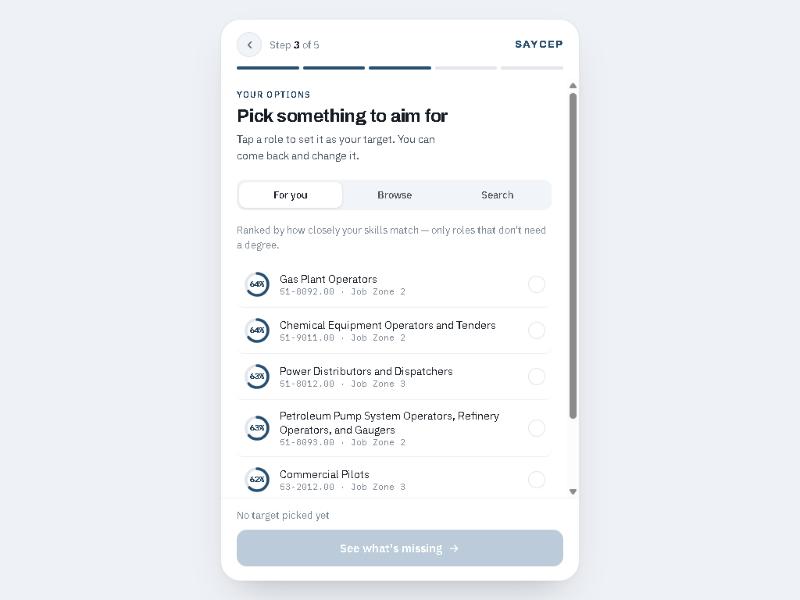 Step 3 of 5
SAYCEP
YOUR OPTIONS
Pick something to aim for
Tap a role to set it as your target. You can
come back and change it.
For you
Browse
Search
Ranked by how closely your skills match — only roles that don't need
a degree.
64%
Gas Plant Operators
51-8092.00 · Job Zone 2
64%
Chemical Equipment Operators and Tenders
51-9011.00 · Job Zone 2
63%
Power Distributors and Dispatchers
51-8012.00 · Job Zone 3
63%
Petroleum Pump System Operators, Refinery
Operators, and Gaugers
51-8093.00 · Job Zone 2
62%
Commercial Pilots
53-2012.00 · Job Zone 3
No target picked yet
See what's missing →